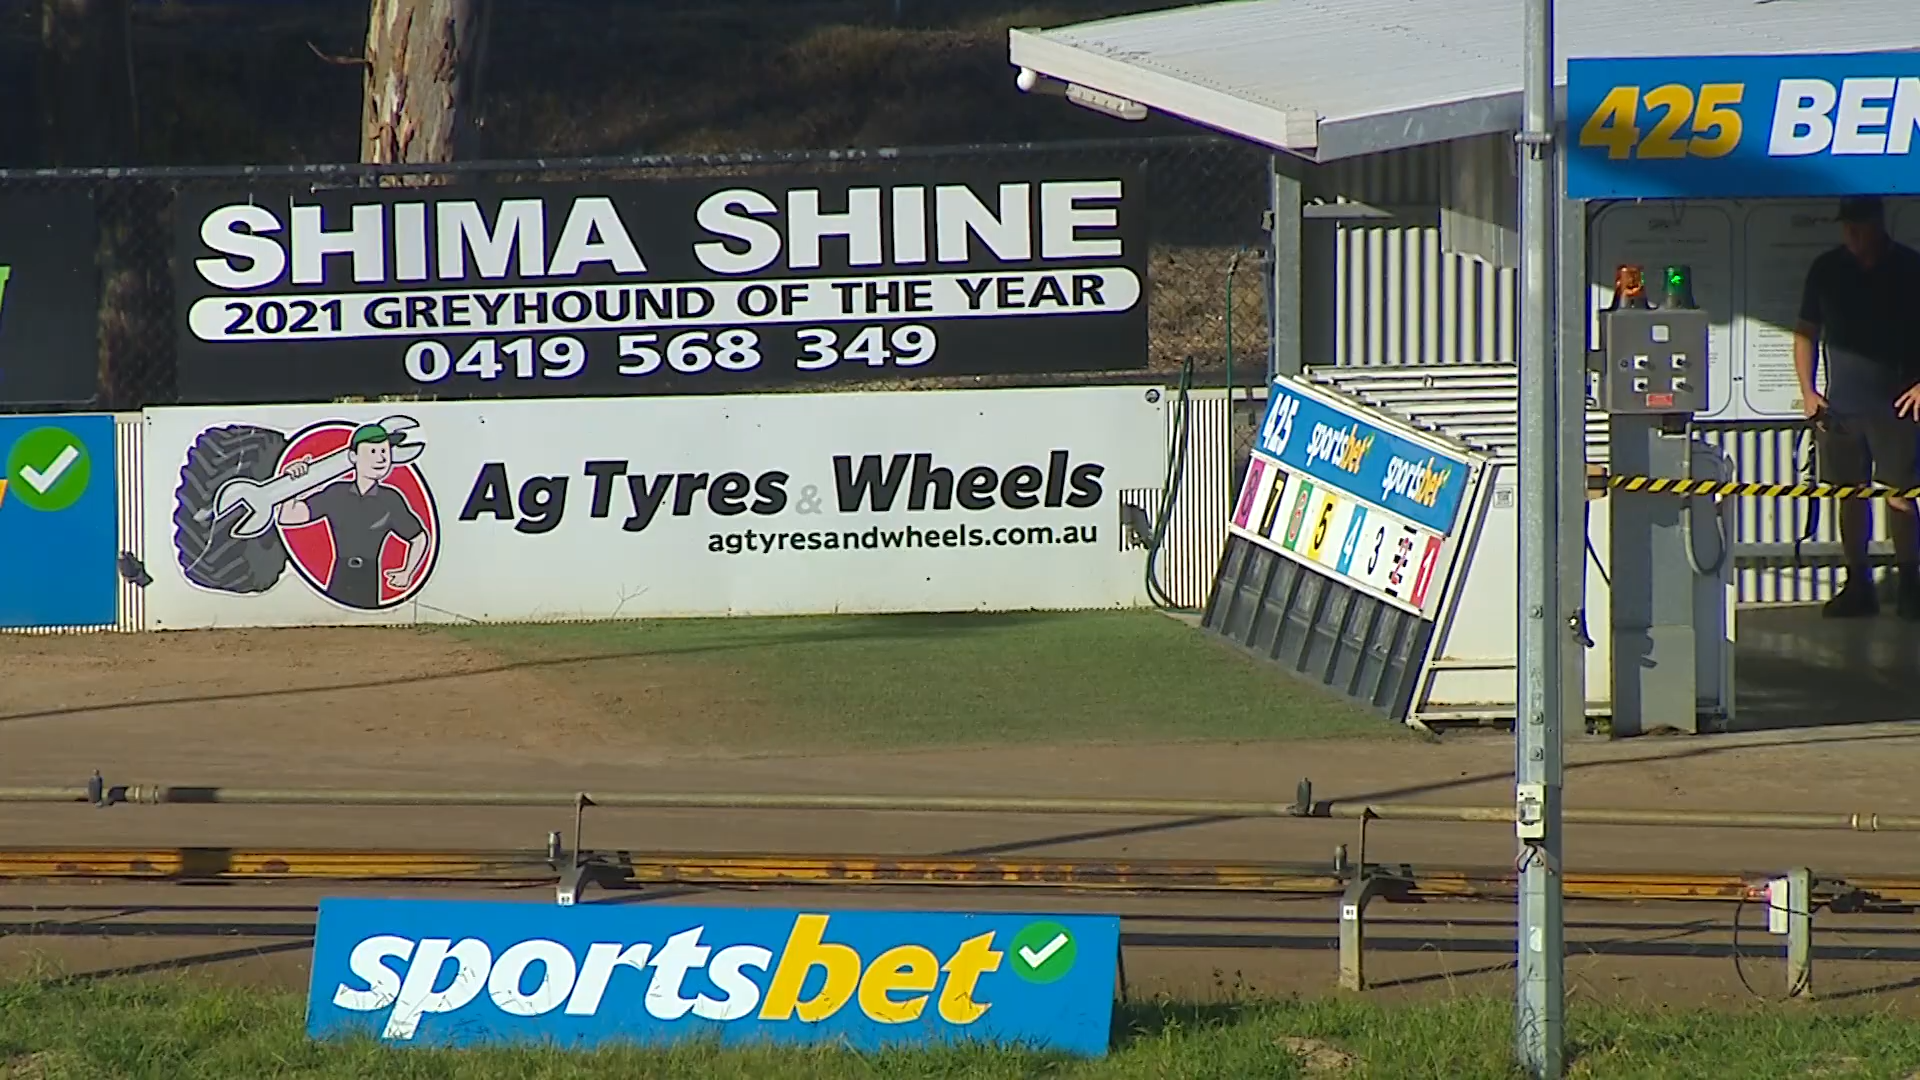 SHIMA SHINE
2021 GREYHOUND OF THE YEAR
0419 568 349
425 BEN
Ag Tyres & Wheels
agtyresandwheels.com.au
425 sportsbet sportsbet
8 7 6 5 4 3 2 1
sportsbet